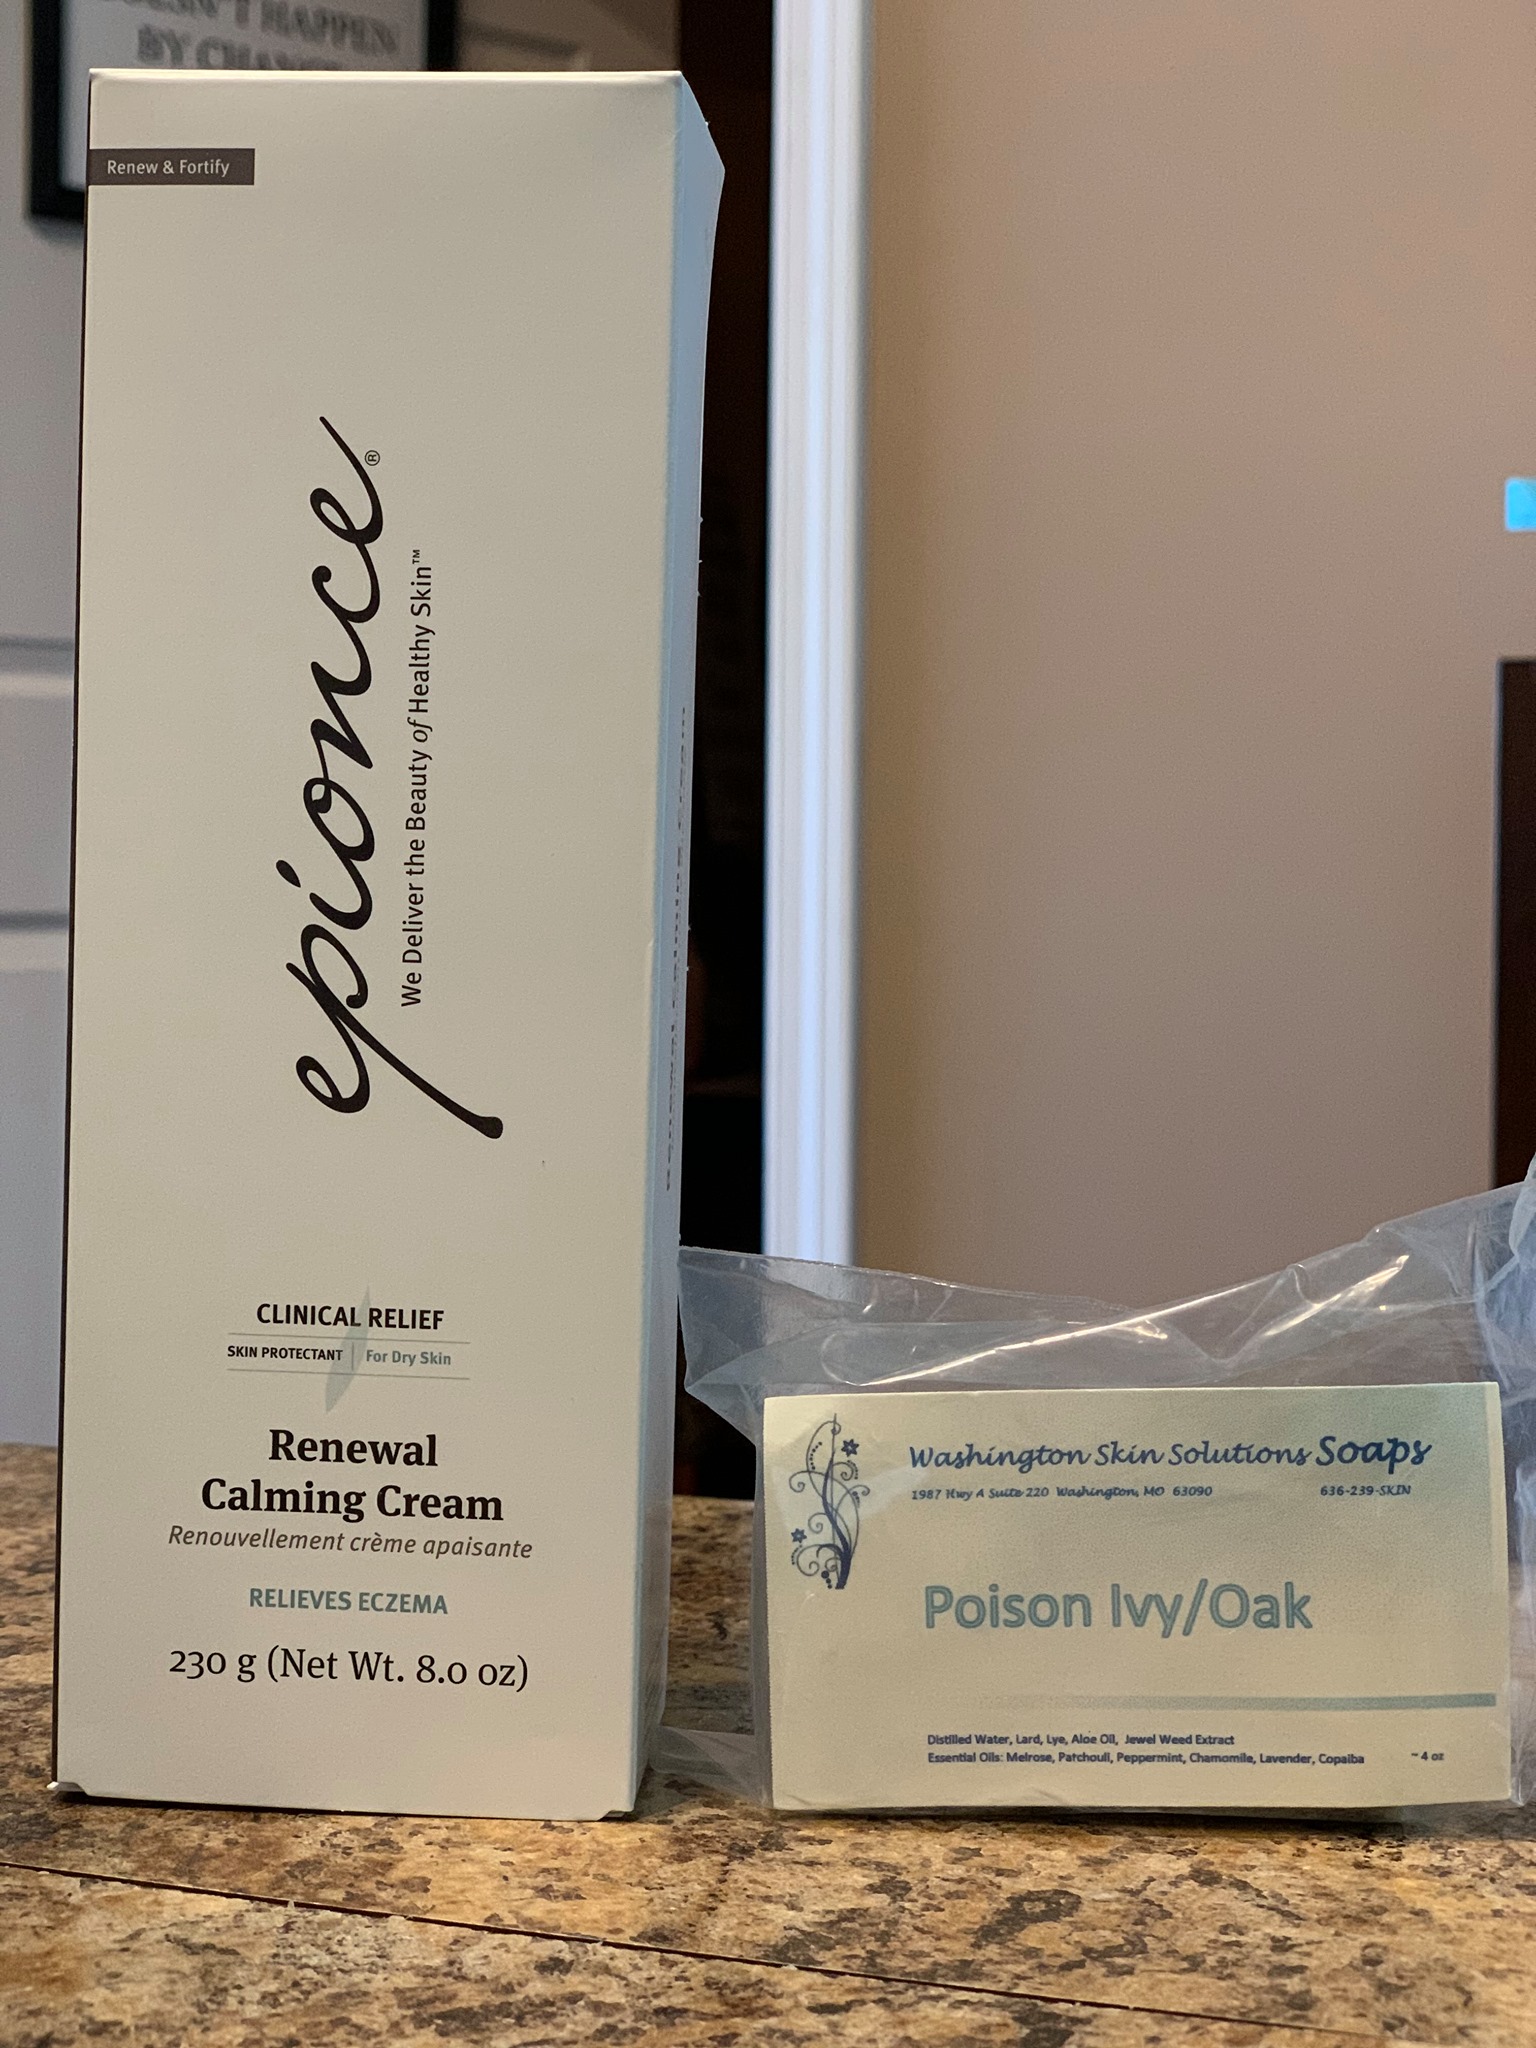 HAPPEN
BY
Renew & Fortify
epionce®
We Deliver the Beauty of Healthy Skin™
CLINICAL RELIEF
SKIN PROTECTANT | For Dry Skin
Renewal
Calming Cream
Renouvellement crème apaisante
RELIEVES ECZEMA
230 g (Net Wt. 8.0 oz)
Washington Skin Solutions Soaps
1987 Hwy A Suite 220 Washington, MO 63090 636-239-SKIN
Poison Ivy/Oak
Distilled Water, Lard, Lye, Aloe Oil, Jewel Weed Extract
Essential Oils: Melrose, Patchouli, Peppermint, Chamomile, Lavender, Copaiba ~ 4 oz